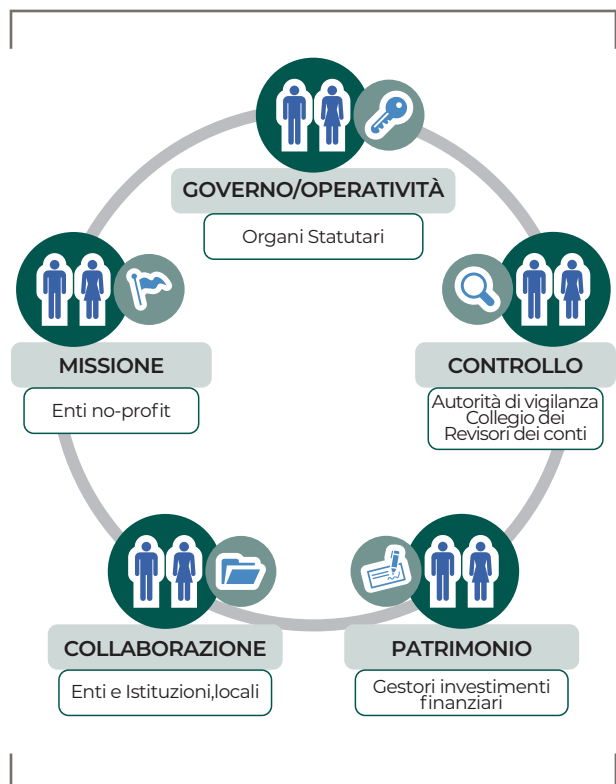 GOVERNO/OPERATIVITÀ
Organi Statutari
MISSIONE
Enti no-profit
CONTROLLO
Autorità di vigilanza
Collegio dei
Revisori dei conti
COLLABORAZIONE
Enti e Istituzioni,locali
PATRIMONIO
Gestori investimenti
finanziari